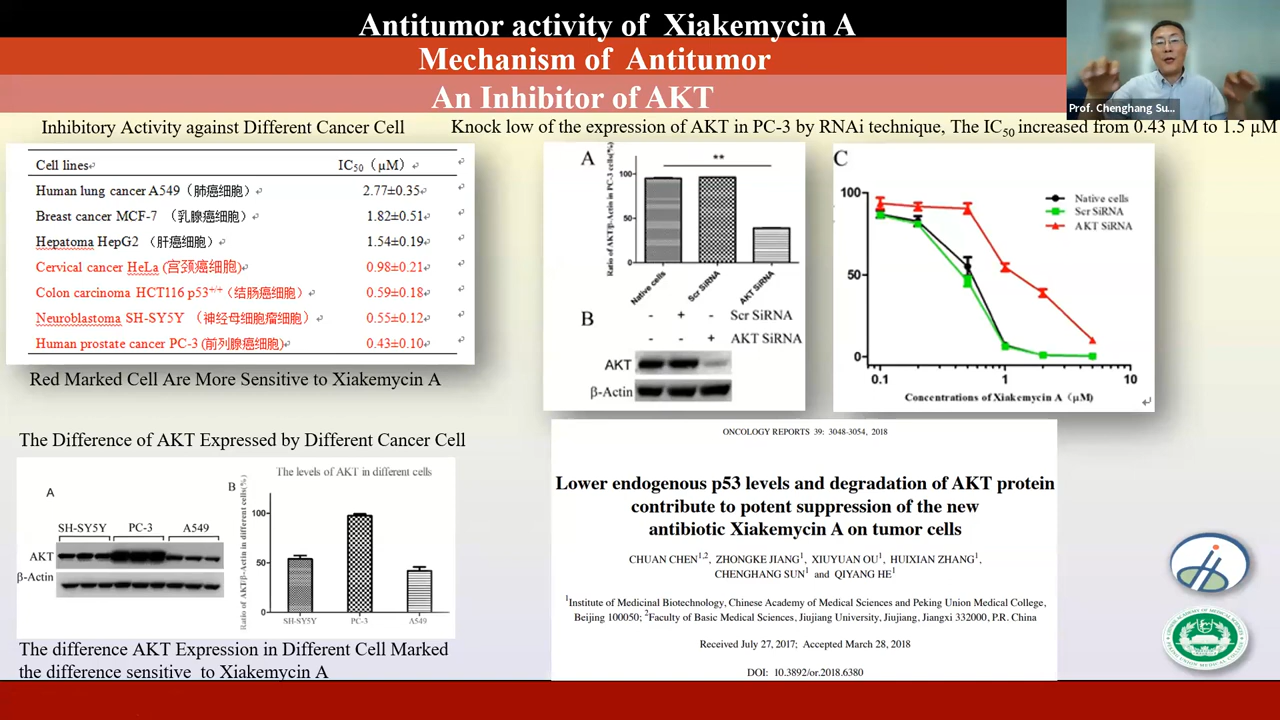 Antitumor activity of Xiakemycin A
Mechanism of Antitumor
An Inhibitor of AKT
Prof. Chenghang Su...
Inhibitory Activity against Different Cancer Cell
Cell lines IC50（μM）
Human lung cancer A549（肺癌细胞） 2.77±0.35
Breast cancer MCF-7 （乳腺癌细胞） 1.82±0.51
Hepatoma HepG2 （肝癌细胞） 1.54±0.19
Cervical cancer HeLa (宫颈癌细胞) 0.98±0.21
Colon carcinoma HCT116 p53+/+（结肠癌细胞） 0.59±0.18
Neuroblastoma SH-SY5Y （神经母细胞瘤细胞） 0.55±0.12
Human prostate cancer PC-3 (前列腺癌细胞) 0.43±0.10
Red Marked Cell Are More Sensitive to Xiakemycin A
The Difference of AKT Expressed by Different Cancer Cell
A
SH-SY5Y PC-3 A549
AKT
β-Actin
B
The levels of AKT in different cells
Ratio of AKT/β-Actin in different cells(%)
100
50
0
SH-SY5Y PC-3 A549
The difference AKT Expression in Different Cell Marked
the difference sensitive to Xiakemycin A
Knock low of the expression of AKT in PC-3 by RNAi technique, The IC50 increased from 0.43 μM to 1.5 μM
A
Ratio of AKT/β-Actin in PC-3 cells(%)
**
100
50
0
Native cells Scr SiRNA AKT SiRNA
B
- + - Scr SiRNA
- - + AKT SiRNA
AKT
β-Actin
C
Native cells
Scr SiRNA
AKT SiRNA
100
50
0
0.1 1 10
Concentrations of Xiakemycin A（μM）
ONCOLOGY REPORTS 39: 3048-3054, 2018
Lower endogenous p53 levels and degradation of AKT protein
contribute to potent suppression of the new
antibiotic Xiakemycin A on tumor cells
CHUAN CHEN1,2, ZHONGKE JIANG1, XIUYUAN OU1, HUIXIAN ZHANG1,
CHENGHANG SUN1 and QIYANG HE1
1Institute of Medicinal Biotechnology, Chinese Academy of Medical Sciences and Peking Union Medical College,
Beijing 100050; 2Faculty of Basic Medical Sciences, Jiujiang University, Jiujiang, Jiangxi 332000, P.R. China
Received July 27, 2017; Accepted March 28, 2018
DOI: 10.3892/or.2018.6380